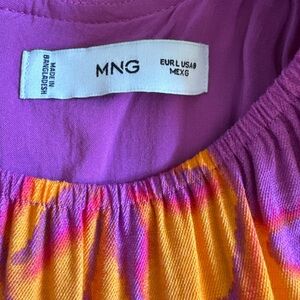 MADE IN
BANGLADESH
MNG
EUR L USA 8
MEX G